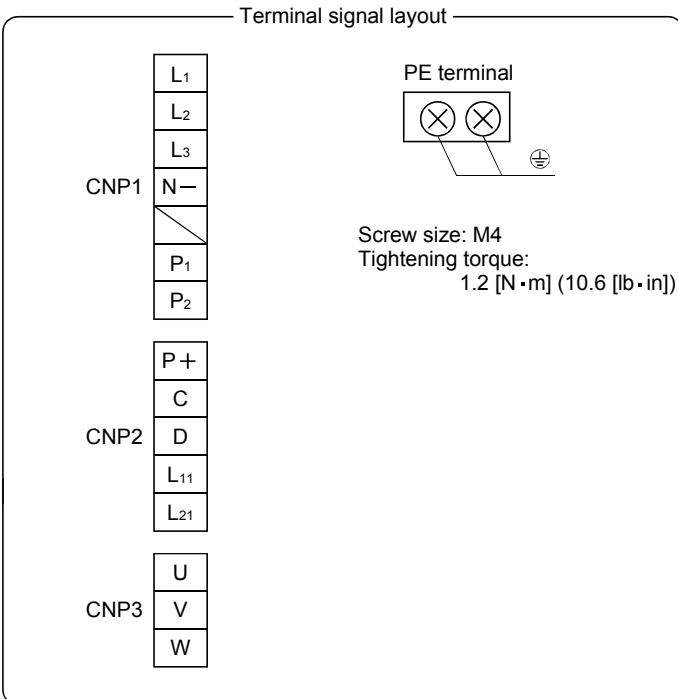 Terminal signal layout
L1
L2
L3
CNP1 N−
P1
P2
P+
C
CNP2 D
L11
L21
U
CNP3 V
W
PE terminal
Screw size: M4
Tightening torque:
1.2 [N·m] (10.6 [lb·in])